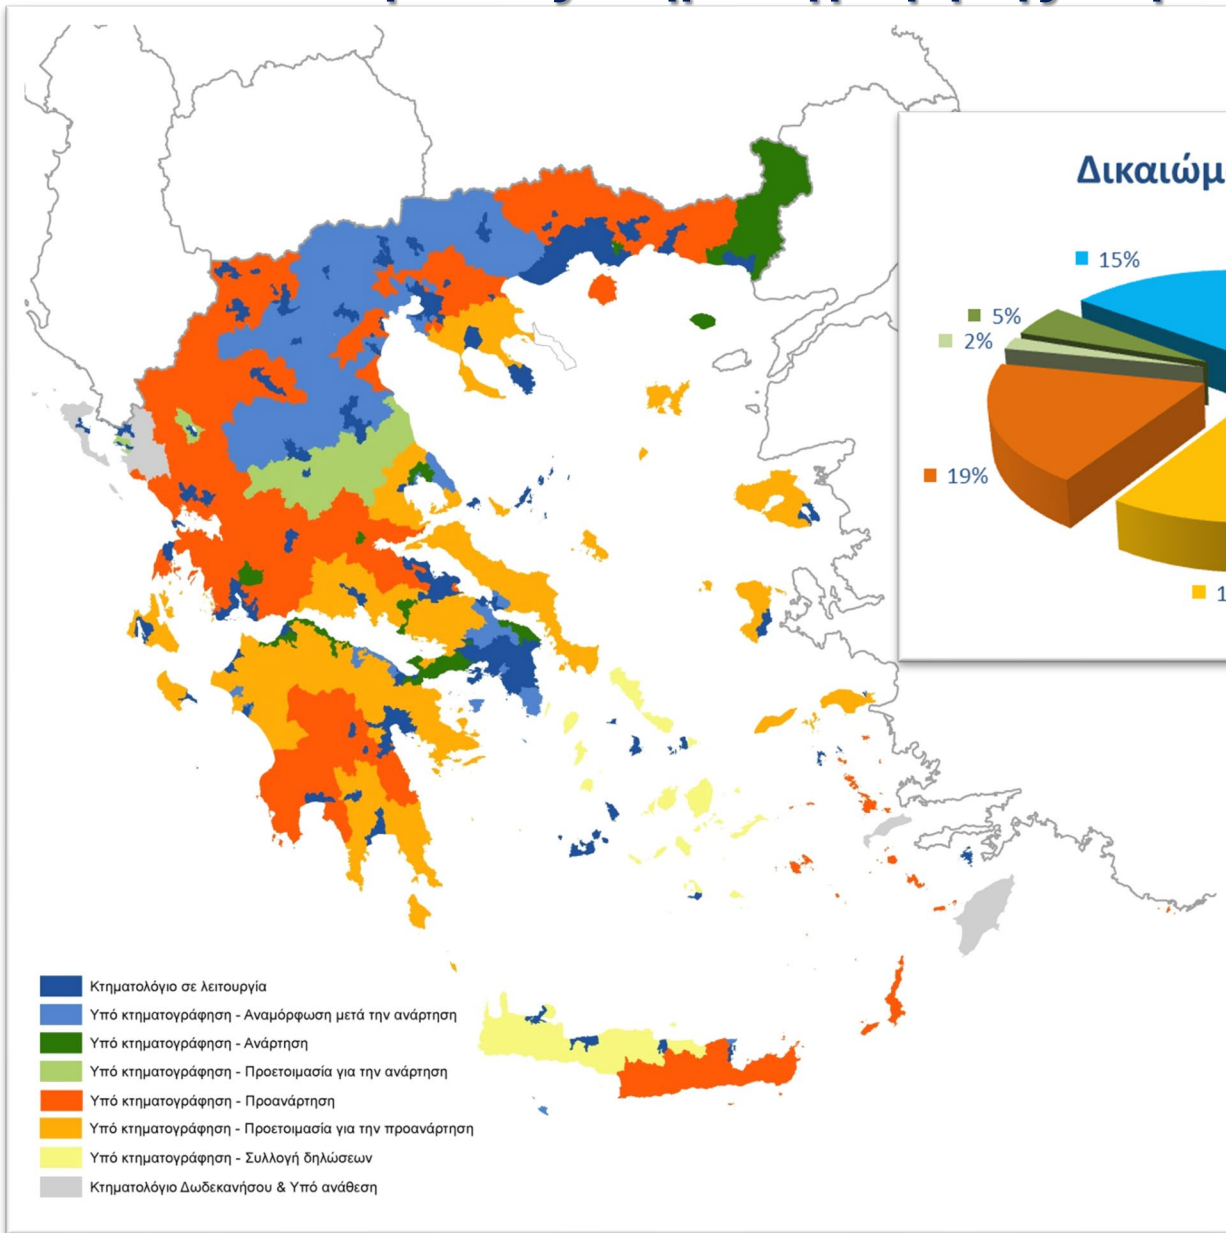 Δικαιώμ
15%
5%
2%
19%
1
Κτηματολόγιο σε λειτουργία
Υπό κτηματογράφηση - Αναμόρφωση μετά την ανάρτηση
Υπό κτηματογράφηση - Ανάρτηση
Υπό κτηματογράφηση - Προετοιμασία για την ανάρτηση
Υπό κτηματογράφηση - Προανάρτηση
Υπό κτηματογράφηση - Προετοιμασία για την προανάρτηση
Υπό κτηματογράφηση - Συλλογή δηλώσεων
Κτηματολόγιο Δωδεκανήσου & Υπό ανάθεση